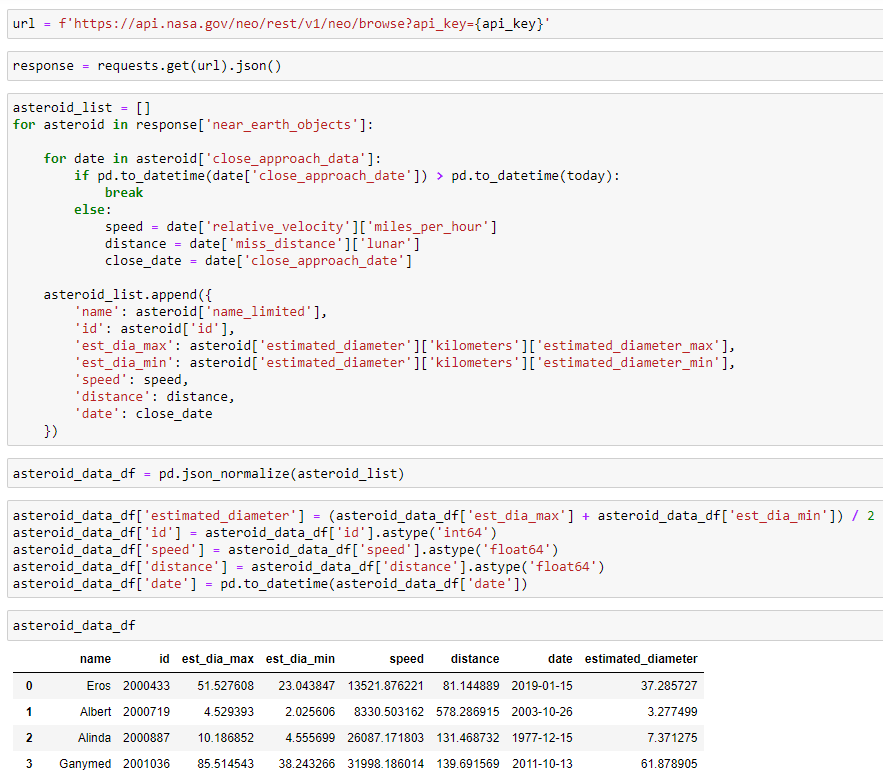 url = f'https://api.nasa.gov/neo/rest/v1/neo/browse?api_key={api_key}'
response = requests.get(url).json()
asteroid_list = []
for asteroid in response['near_earth_objects']:
    for date in asteroid['close_approach_data']:
        if pd.to_datetime(date['close_approach_date']) > pd.to_datetime(today):
            break
        else:
            speed = date['relative_velocity']['miles_per_hour']
            distance = date['miss_distance']['lunar']
            close_date = date['close_approach_date']
    asteroid_list.append({
        'name': asteroid['name_limited'],
        'id': asteroid['id'],
        'est_dia_max': asteroid['estimated_diameter']['kilometers']['estimated_diameter_max'],
        'est_dia_min': asteroid['estimated_diameter']['kilometers']['estimated_diameter_min'],
        'speed': speed,
        'distance': distance,
        'date': close_date
    })
asteroid_data_df = pd.json_normalize(asteroid_list)
asteroid_data_df['estimated_diameter'] = (asteroid_data_df['est_dia_max'] + asteroid_data_df['est_dia_min']) / 2
asteroid_data_df['id'] = asteroid_data_df['id'].astype('int64')
asteroid_data_df['speed'] = asteroid_data_df['speed'].astype('float64')
asteroid_data_df['distance'] = asteroid_data_df['distance'].astype('float64')
asteroid_data_df['date'] = pd.to_datetime(asteroid_data_df['date'])
asteroid_data_df
name id est_dia_max est_dia_min speed distance date estimated_diameter
0 Eros 2000433 51.527608 23.043847 13521.876221 81.144889 2019-01-15 37.285727
1 Albert 2000719 4.529393 2.025606 8330.503162 578.286915 2003-10-26 3.277499
2 Alinda 2000887 10.186852 4.555699 26087.171803 131.468732 1977-12-15 7.371275
3 Ganymed 2001036 85.514543 38.243266 31998.186014 139.691569 2011-10-13 61.878905